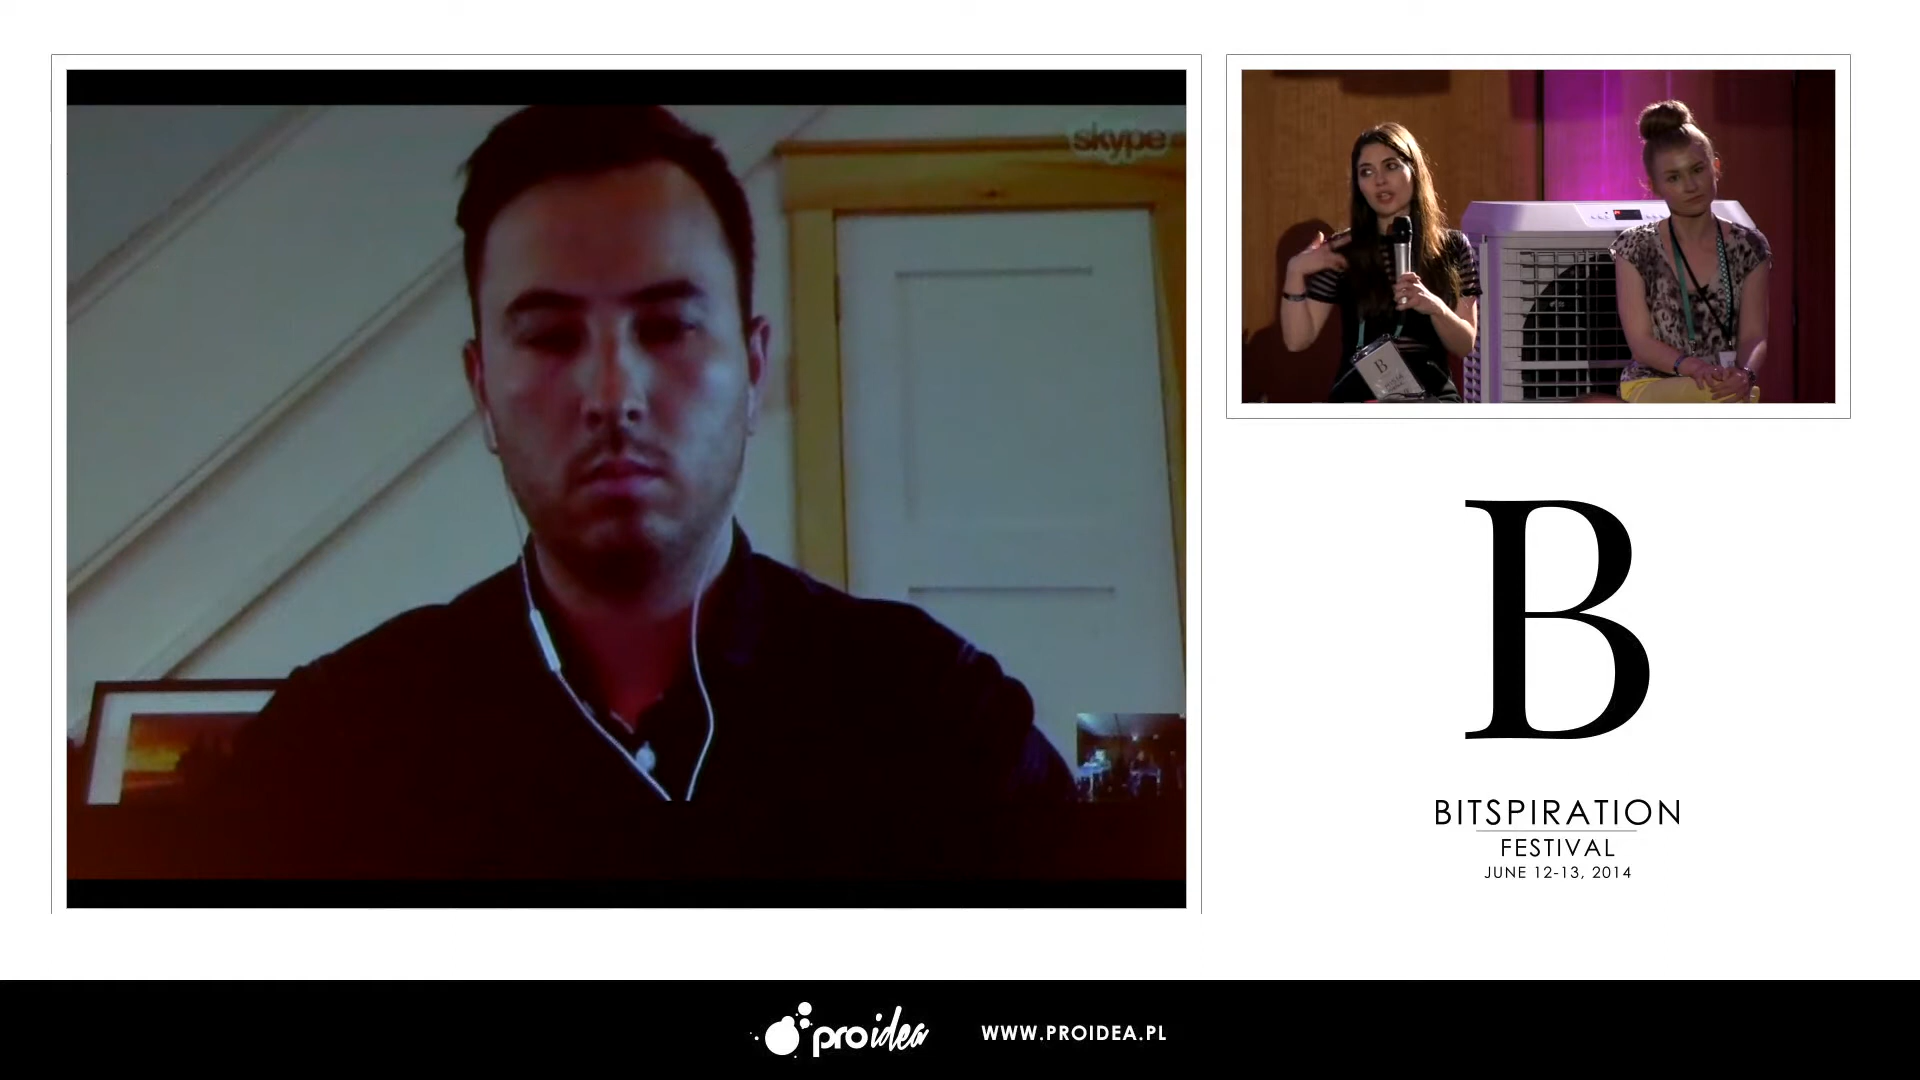 skype
B
B
BITSPIRATION
FESTIVAL
JUNE 12-13, 2014
proidea
WWW.PROIDEA.PL